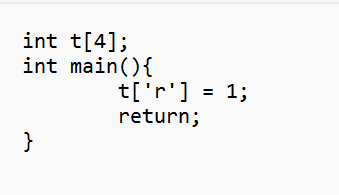 int t[4];
int main(){
        t['r'] = 1;
        return;
}